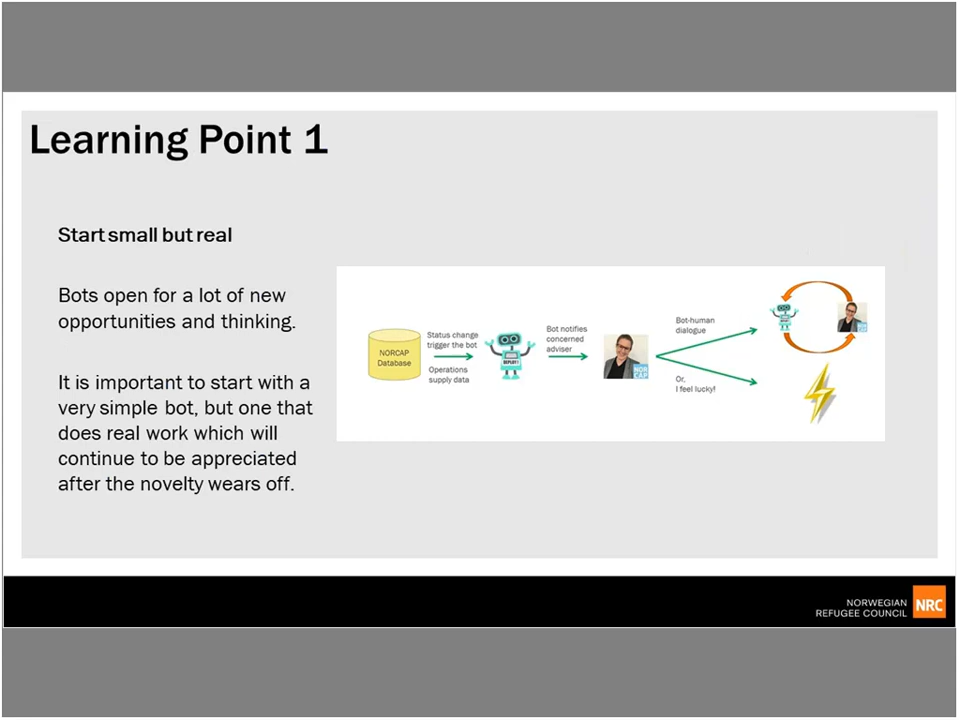 Learning Point 1
Start small but real
Bots open for a lot of new
opportunities and thinking.
It is important to start with a
very simple bot, but one that
does real work which will
continue to be appreciated
after the novelty wears off.
NORCAP
Database
Status change
trigger the bot
Operations
supply data
DEPLOY!
Bot notifies
concerned
adviser
NOR
CAP
Bot-human
dialogue
Or,
I feel lucky!
NORWEGIAN
REFUGEE COUNCIL
NRC